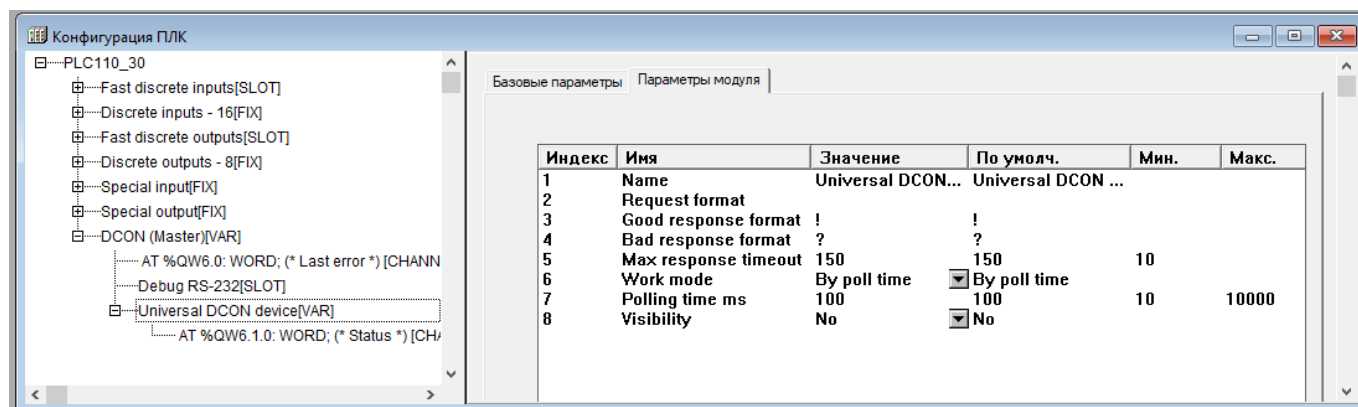 Конфигурация ПЛК
PLC110_30
Fast discrete inputs[SLOT]
Discrete inputs - 16[FIX]
Fast discrete outputs[SLOT]
Discrete outputs - 8[FIX]
Special input[FIX]
Special output[FIX]
DCON (Master)[VAR]
AT %QW6.0: WORD; (* Last error *) [CHANN
Debug RS-232[SLOT]
Universal DCON device[VAR]
AT %QW6.1.0: WORD; (* Status *) [CHA
Базовые параметры Параметры модуля
Индекс Имя Значение По умолч. Мин. Макс.
1 Name Universal DCON... Universal DCON ...
2 Request format
3 Good response format ! !
4 Bad response format ? ?
5 Max response timeout 150 150 10
6 Work mode By poll time By poll time
7 Polling time ms 100 100 10 10000
8 Visibility No No